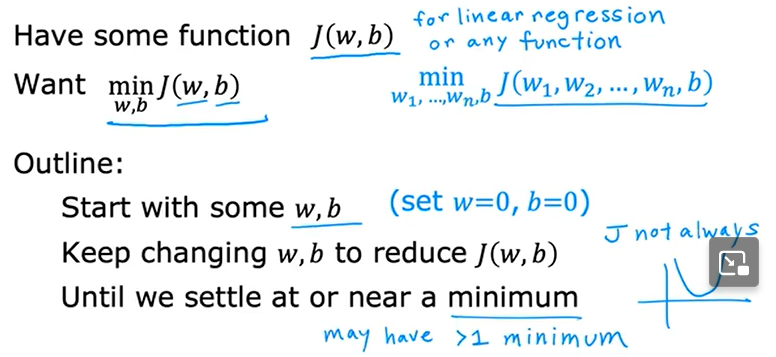 Have some function J(w, b) for linear regression or any function
Want min w,b J(w, b) min w₁, ...,wₙ,b J(w₁, w₂, ..., wₙ, b)
Outline:
Start with some w, b (set w=0, b=0)
Keep changing w, b to reduce J(w, b) J not always
Until we settle at or near a minimum
may have >1 minimum